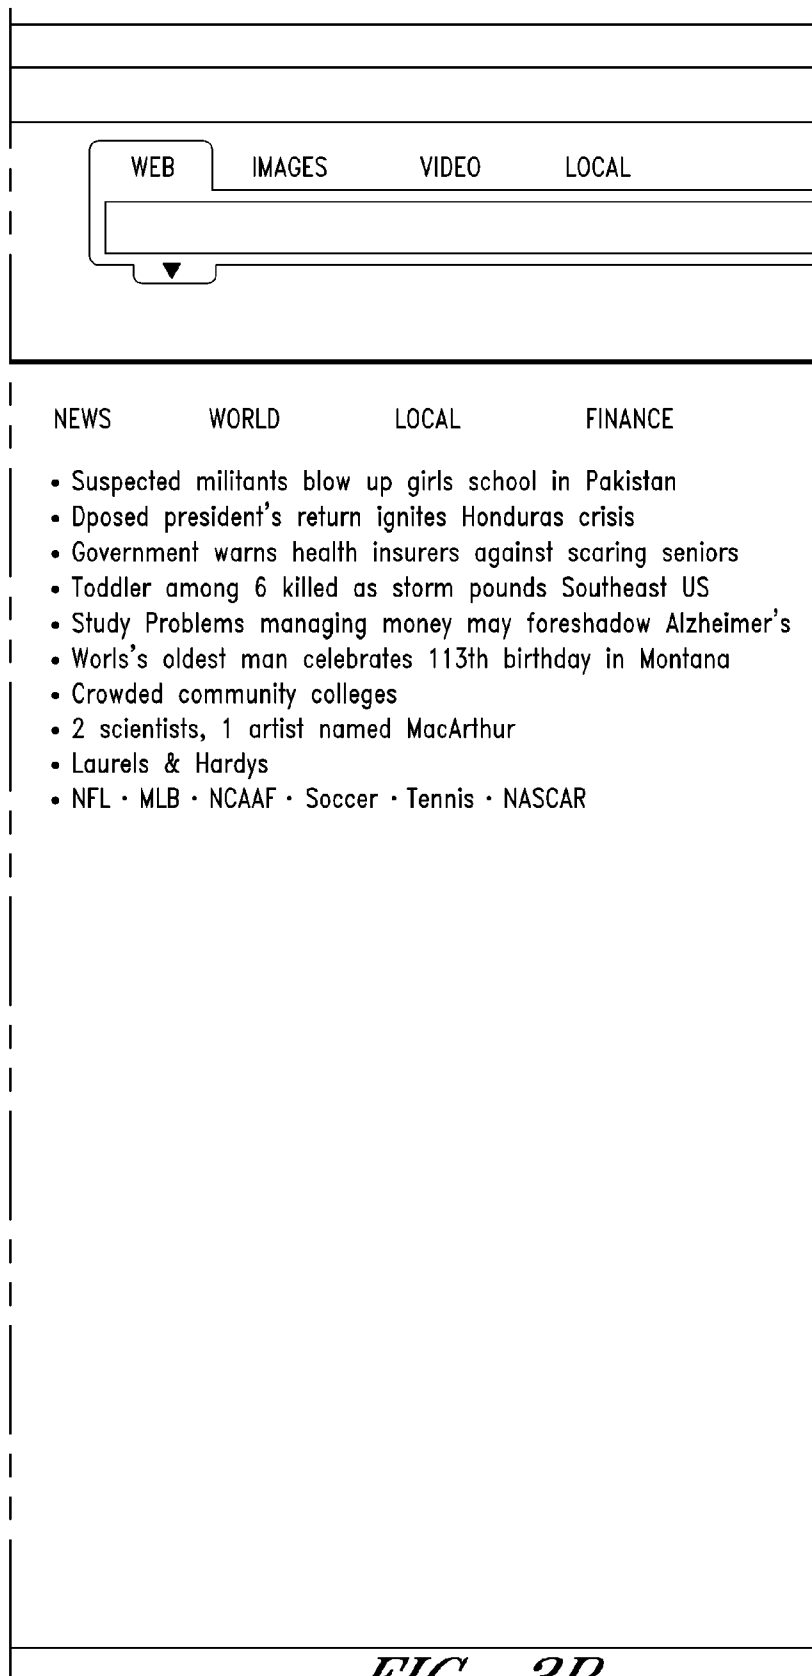 WEB IMAGES VIDEO LOCAL
NEWS WORLD LOCAL FINANCE
• Suspected militants blow up girls school in Pakistan
• Dposed president's return ignites Honduras crisis
• Government warns health insurers against scaring seniors
• Toddler among 6 killed as storm pounds Southeast US
• Study Problems managing money may foreshadow Alzheimer's
• Worls's oldest man celebrates 113th birthday in Montana
• Crowded community colleges
• 2 scientists, 1 artist named MacArthur
• Laurels & Hardys
• NFL · MLB · NCAAF · Soccer · Tennis · NASCAR